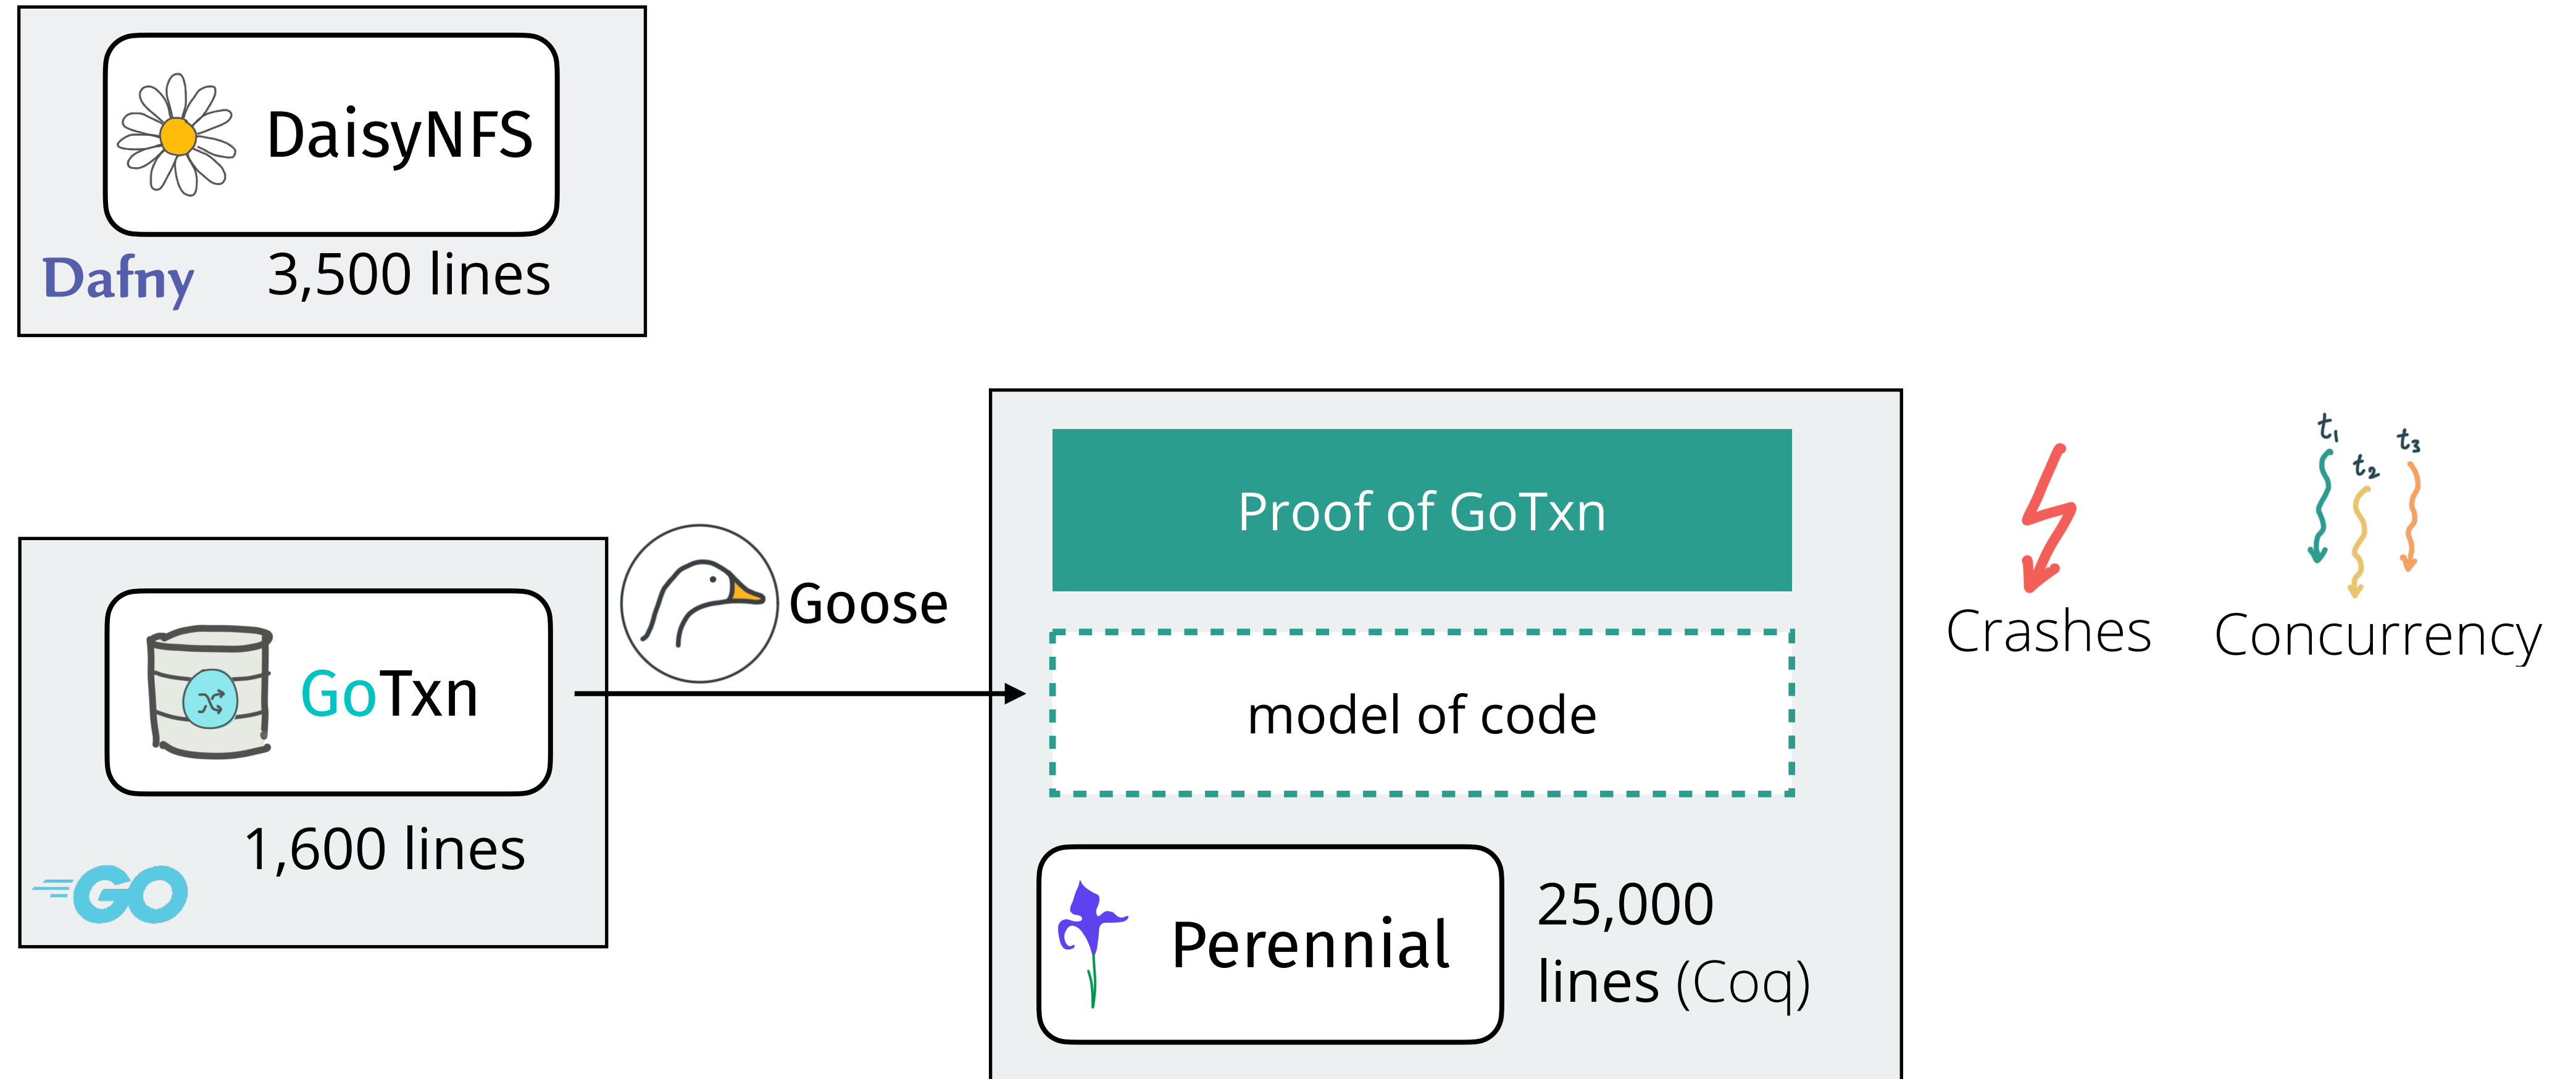 DaisyNFS
Dafny 3,500 lines
Proof of GoTxn
t₁
t₂
t₃
Crashes
Concurrency
Goose
GoTxn
model of code
1,600 lines
GO
Perennial
25,000
lines (Coq)